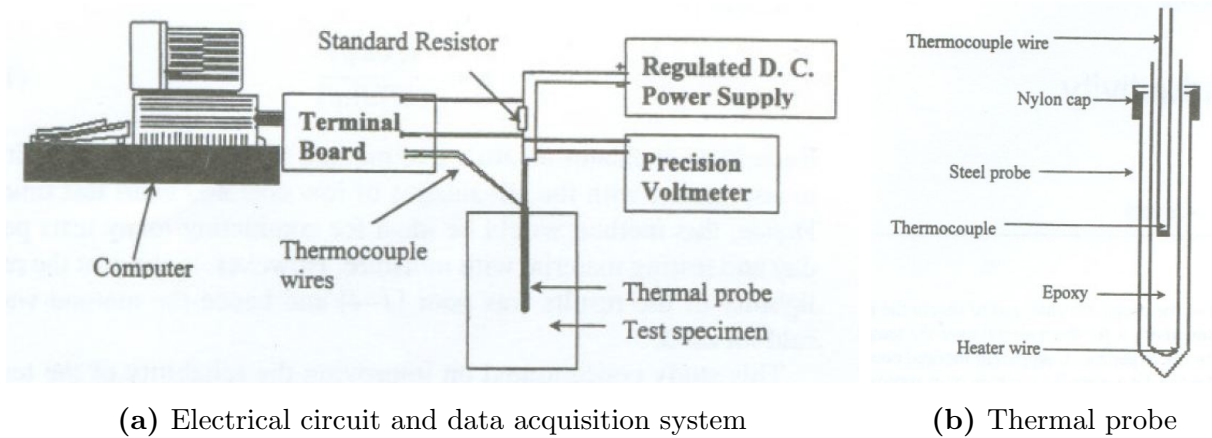 Standard Resistor
Regulated D. C.
Power Supply
Terminal
Board
Precision
Voltmeter
Computer
Thermocouple
wires
Thermal probe
Test specimen
Thermocouple wire
Nylon cap
Steel probe
Thermocouple
Epoxy
Heater wire
(a) Electrical circuit and data acquisition system
(b) Thermal probe